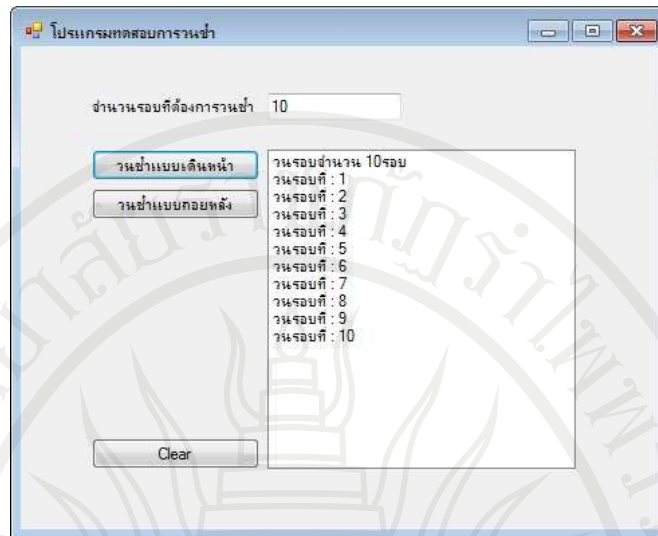 โปรแกรมทดสอบการวนซ้ำ
จำนวนรอบที่ต้องการวนซ้ำ 10
วนซ้ำแบบเดินหน้า
วนซ้ำแบบถอยหลัง
วนรอบจำนวน 10รอบ
วนรอบที่ : 1
วนรอบที่ : 2
วนรอบที่ : 3
วนรอบที่ : 4
วนรอบที่ : 5
วนรอบที่ : 6
วนรอบที่ : 7
วนรอบที่ : 8
วนรอบที่ : 9
วนรอบที่ : 10
Clear